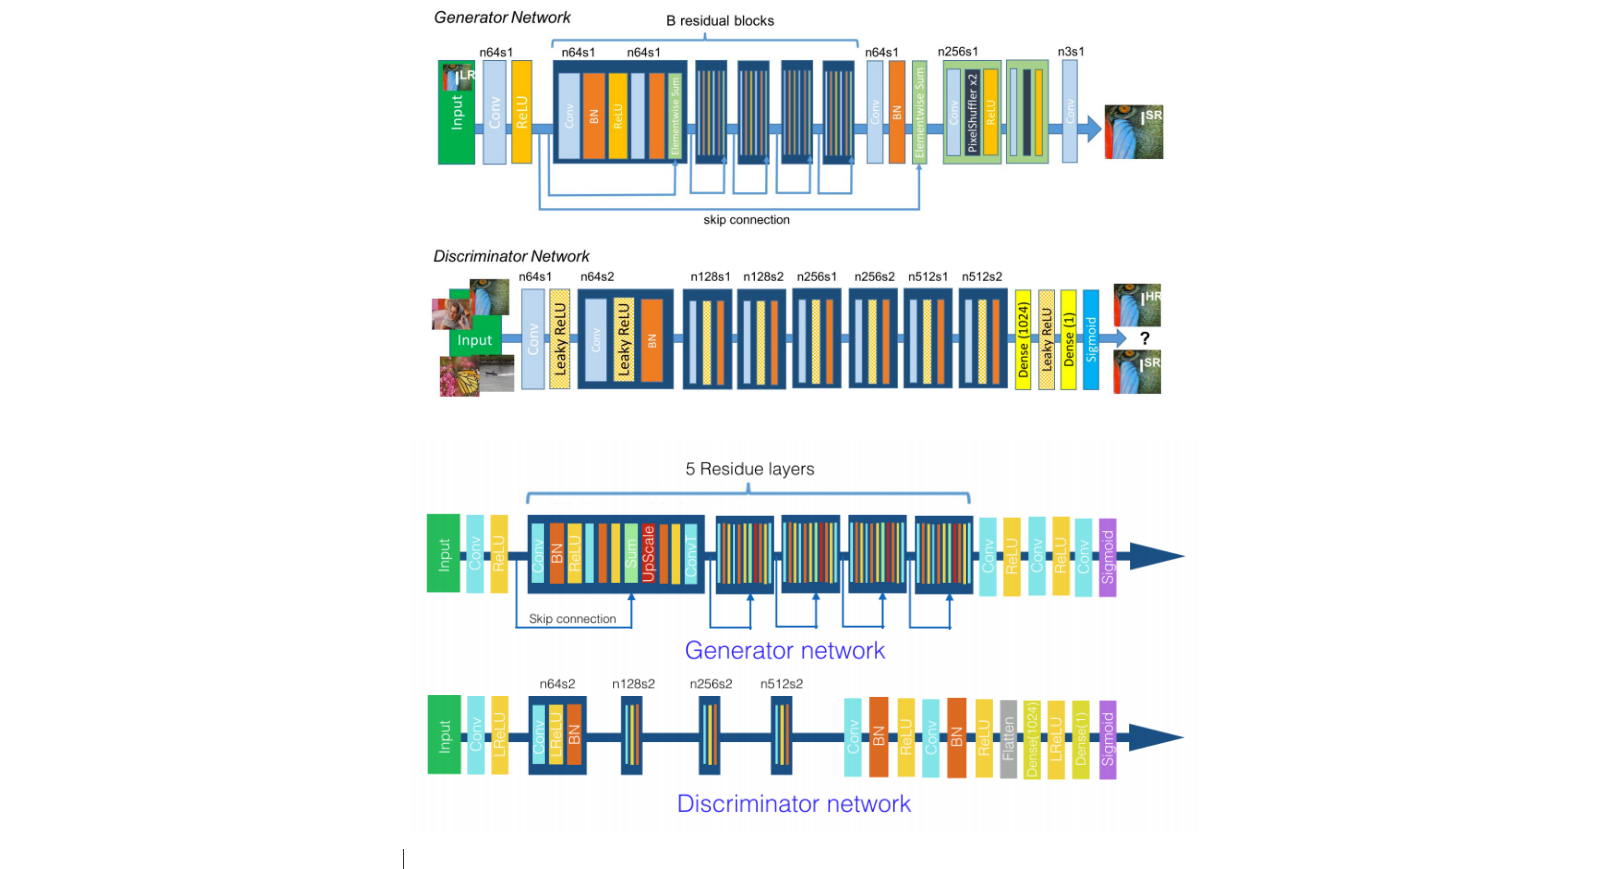 Generator Network
B residual blocks
n64s1
n64s1
n64s1
n64s1
n256s1
n3s1
Input
I LR
Conv
ReLU
Conv
BN
ReLU
Elementwise Sum
Conv
BN
Elementwise Sum
Conv
PixelShuffler x2
ReLU
Conv
I SR
skip connection
Discriminator Network
n64s1
n64s2
n128s1
n128s2
n256s1
n256s2
n512s1
n512s2
Input
Conv
Leaky ReLU
Conv
Leaky ReLU
BN
Dense (1024)
Leaky ReLU
Dense (1)
Sigmoid
I HR
?
I SR
5 Residue layers
Input
Conv
ReLU
Conv
BN
ReLU
Sum
UpScale
ConvT
Conv
ReLU
Conv
ReLU
Conv
Sigmoid
Skip connection
Generator network
n64s2
n128s2
n256s2
n512s2
Input
Conv
LReLU
Conv
LReLU
BN
Conv
BN
ReLU
Conv
BN
ReLU
Flatten
Dense(1024)
LReLU
Dense(1)
Sigmoid
Discriminator network